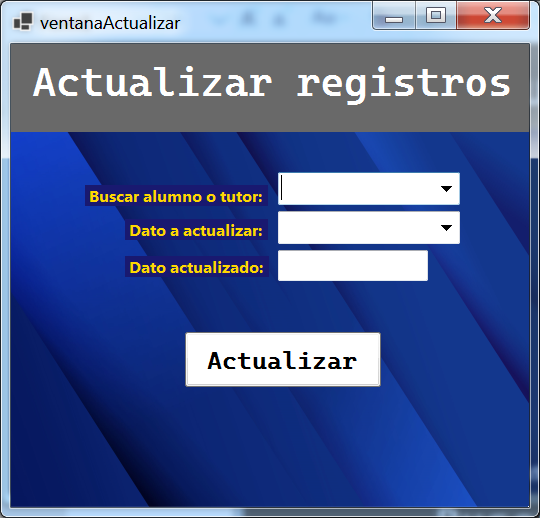 ventanaActualizar
Actualizar registros
Buscar alumno o tutor:
Dato a actualizar:
Dato actualizado:
Actualizar